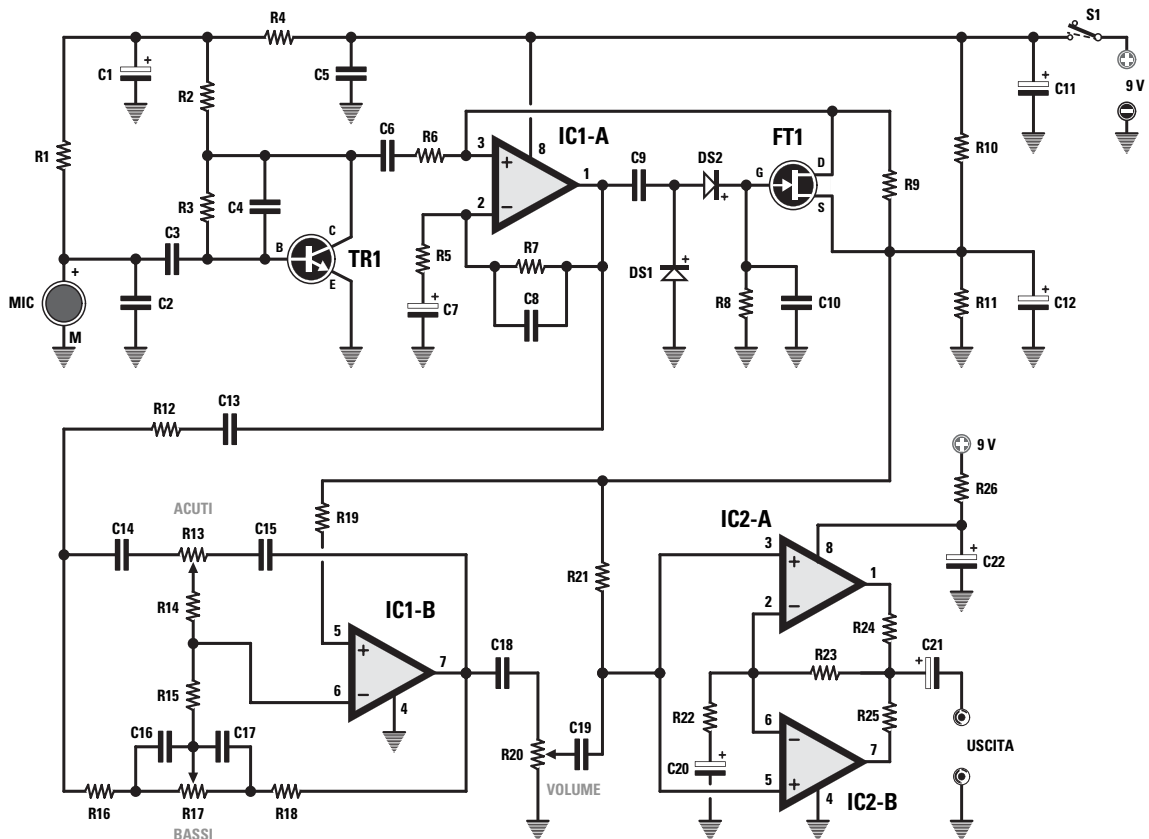 R4
S1
C1
+
R2
C5
C11
+
9 V
R1
C6
R6
IC1-A
3
+
8
1
2
−
C9
DS2
+
FT1
G
D
S
R10
R9
R3
C4
C3
B
C
E
TR1
R5
R7
C8
C7
+
DS1
+
R8
C10
R11
C12
+
MIC
+
M
C2
R12
C13
9 V
R26
ACUTI
C14
R13
C15
R19
R21
IC2-A
3
+
8
1
2
−
C22
+
R14
IC1-B
5
+
7
6
−
4
R24
C18
R23
C21
+
R15
C16
C17
R22
R25
C19
R20
VOLUME
C20
+
6
−
7
5
+
4
IC2-B
USCITA
R16
R17
R18
BASSI